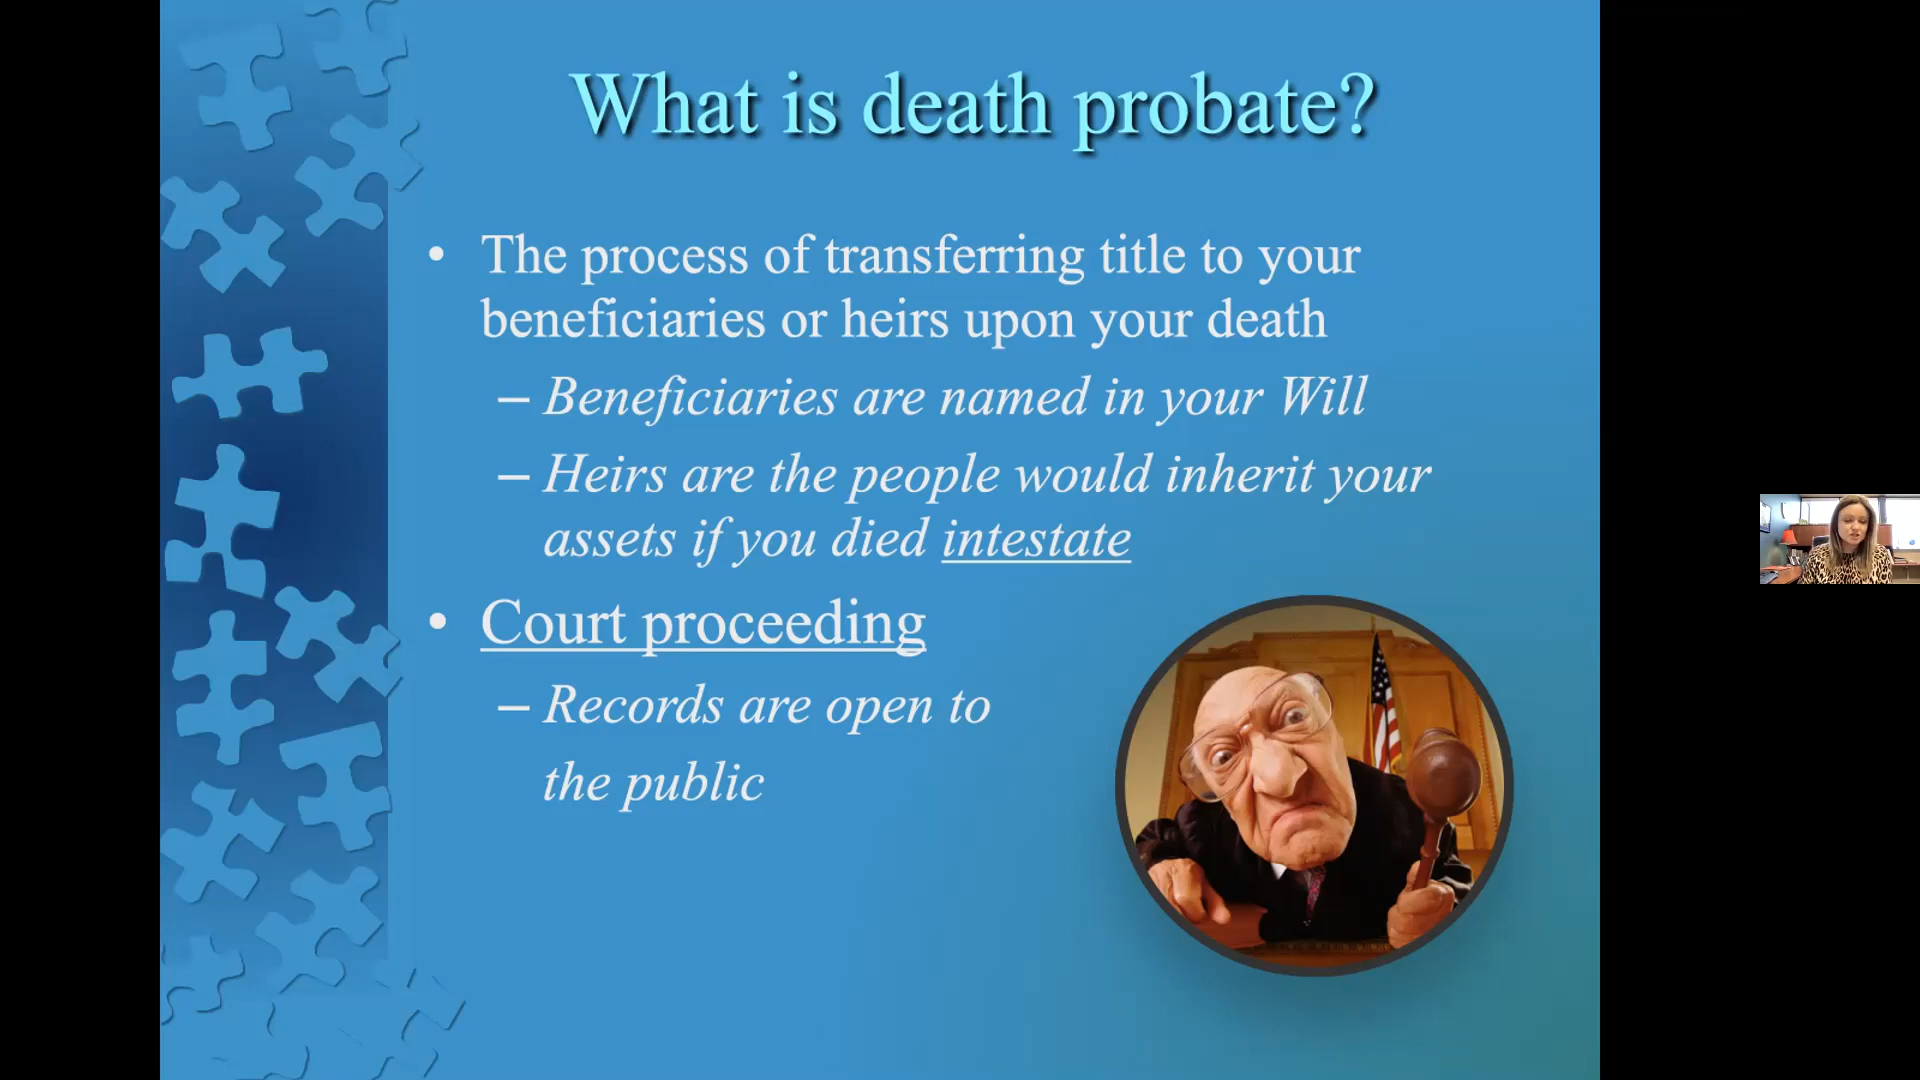 What is death probate?
• The process of transferring title to your
beneficiaries or heirs upon your death
– Beneficiaries are named in your Will
– Heirs are the people would inherit your
assets if you died intestate
• Court proceeding
– Records are open to
the public